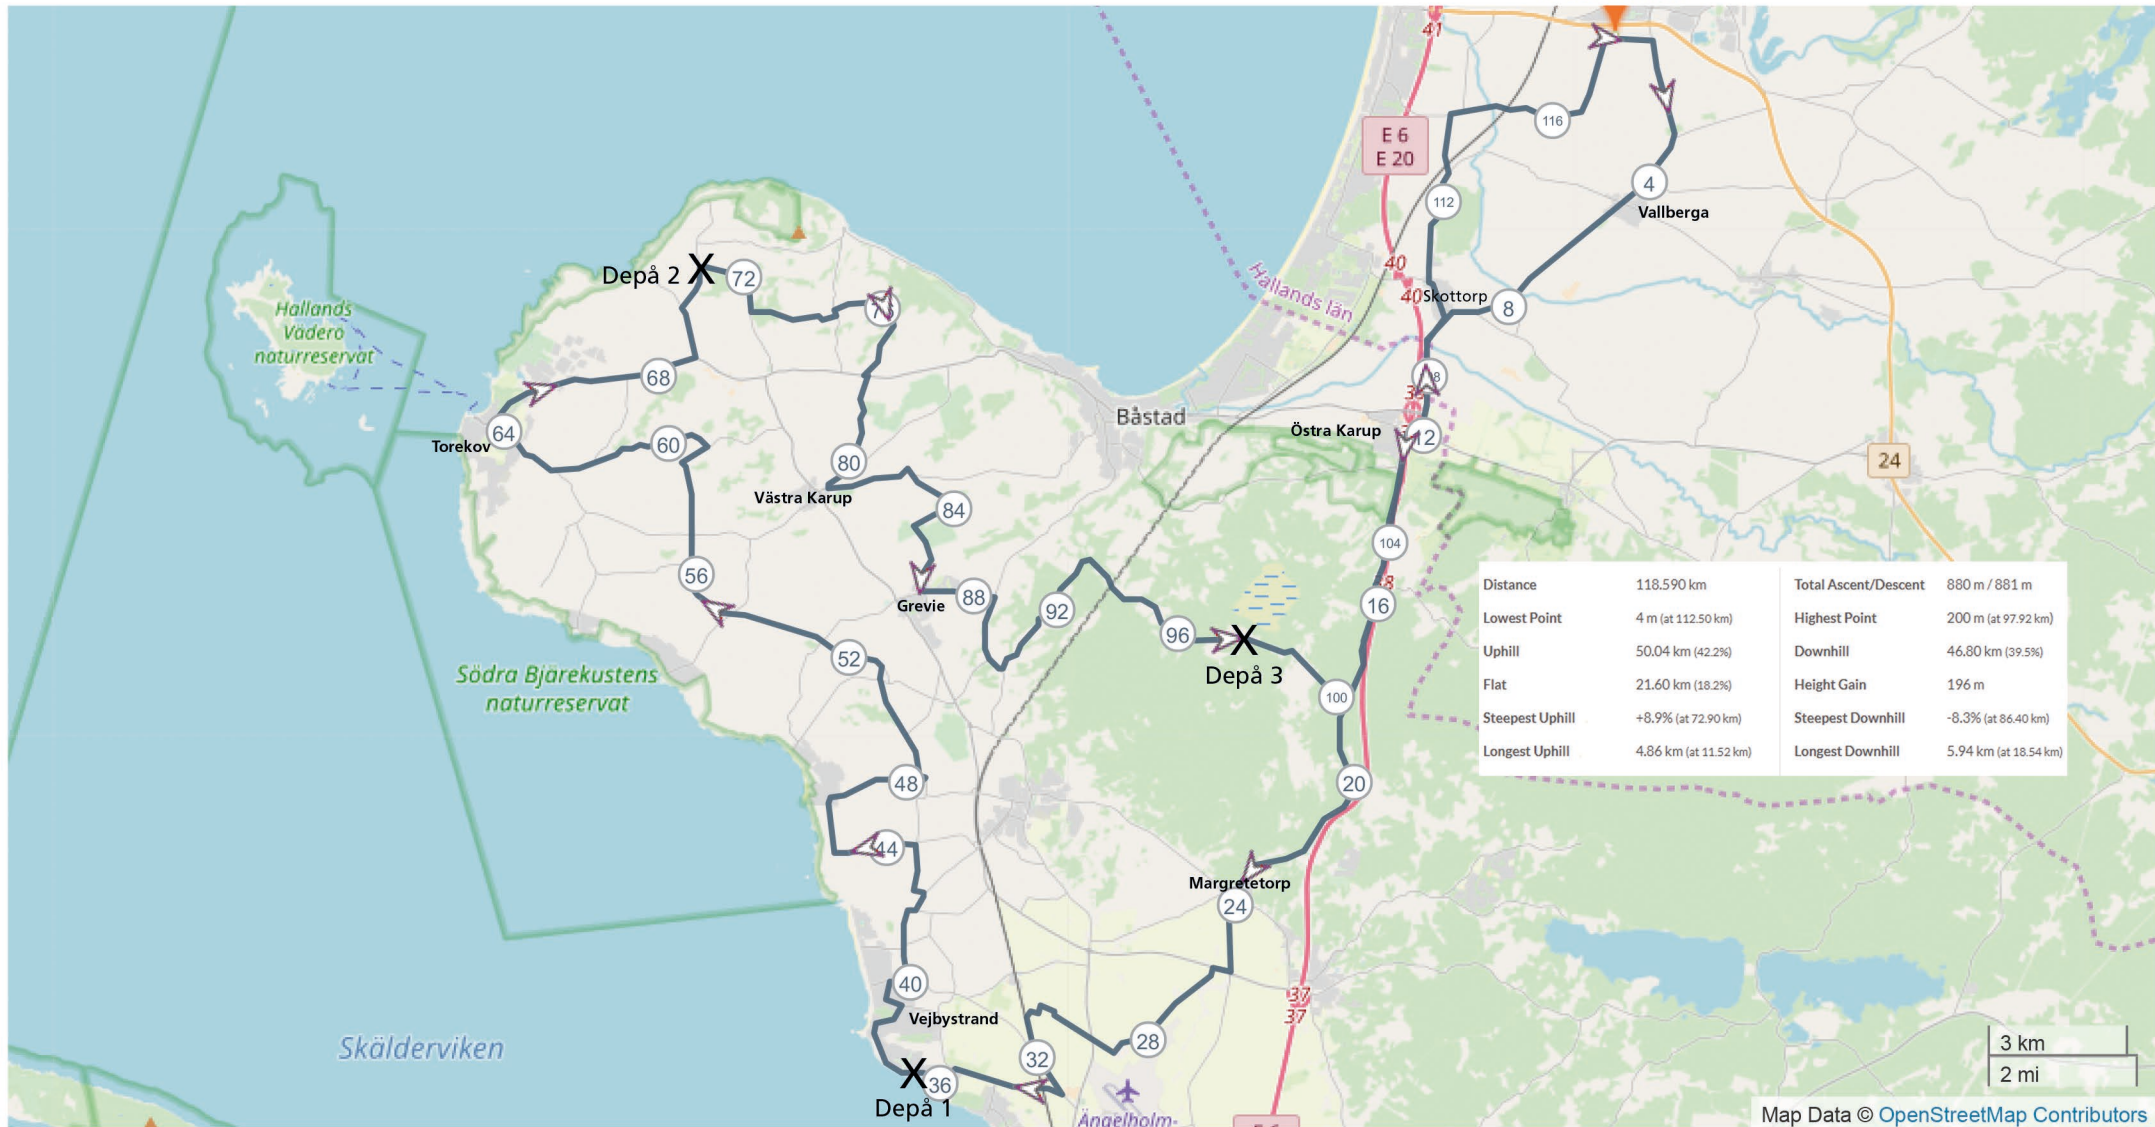 41
E 6
E 20
116
4
112
Vallberga
40
Hallands län
40
Skottorp
8
Depå 2
72
Hallands
Väderö
naturreservat
68
Båstad
64
Torekov
60
Östra Karup
12
24
80
Västra Karup
84
104
56
88
Grevie
92
16
96
Depå 3
52
Södra Bjärekustens
naturreservat
100
48
20
44
Margretetorp
24
40
Vejbystrand
37
37
28
Skälderviken
32
36
Depå 1
Ängelholm-
Distance 118.590 km Total Ascent/Descent 880 m / 881 m
Lowest Point 4 m (at 112.50 km) Highest Point 200 m (at 97.92 km)
Uphill 50.04 km (42.2%) Downhill 46.80 km (39.5%)
Flat 21.60 km (18.2%) Height Gain 196 m
Steepest Uphill +8.9% (at 72.90 km) Steepest Downhill -8.3% (at 86.40 km)
Longest Uphill 4.86 km (at 11.52 km) Longest Downhill 5.94 km (at 18.54 km)
3 km
2 mi
Map Data © OpenStreetMap Contributors